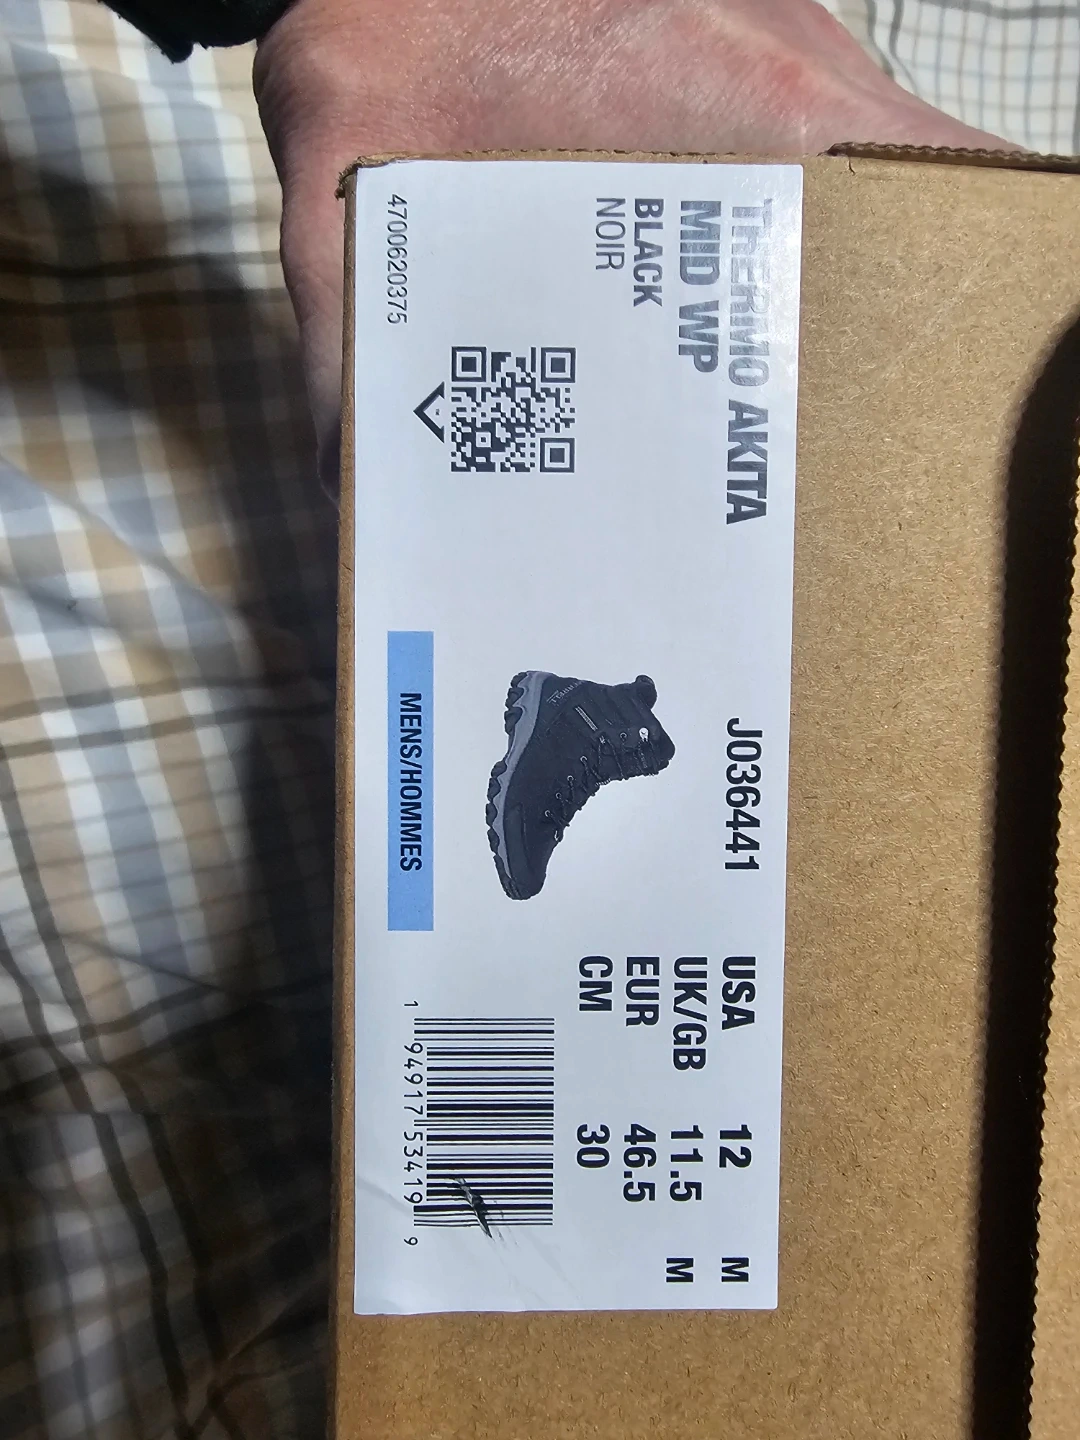 THERMO AKITA
MID WP
BLACK
NOIR
4700620375
MENS/HOMMES
J036441
USA 12 M
UK/GB 11.5 M
EUR 46.5
CM 30
1 94917 53419 9